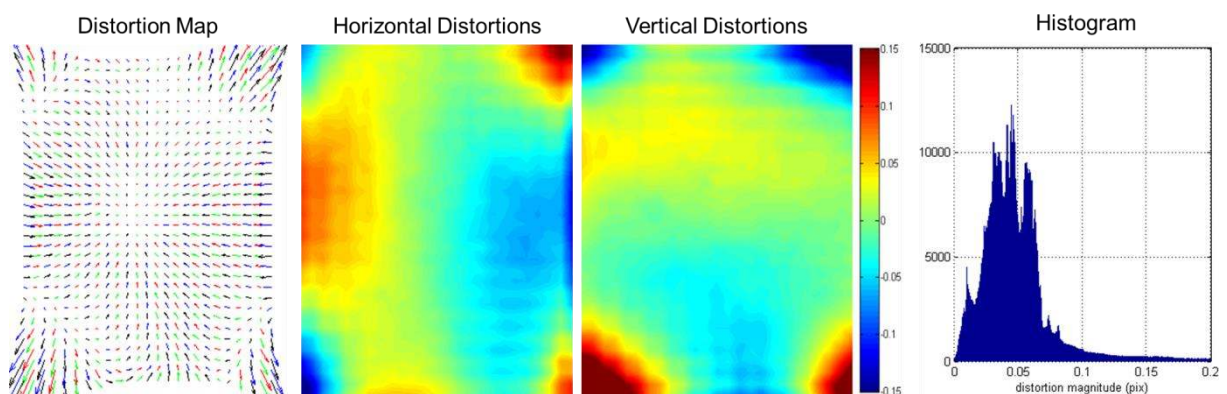 Distortion Map
Horizontal Distortions
Vertical Distortions
Histogram
0.15
0.1
0.05
0
-0.05
-0.1
-0.15
15000
10000
5000
0
0 0.05 0.1 0.15 0.2
distortion magnitude (pix)